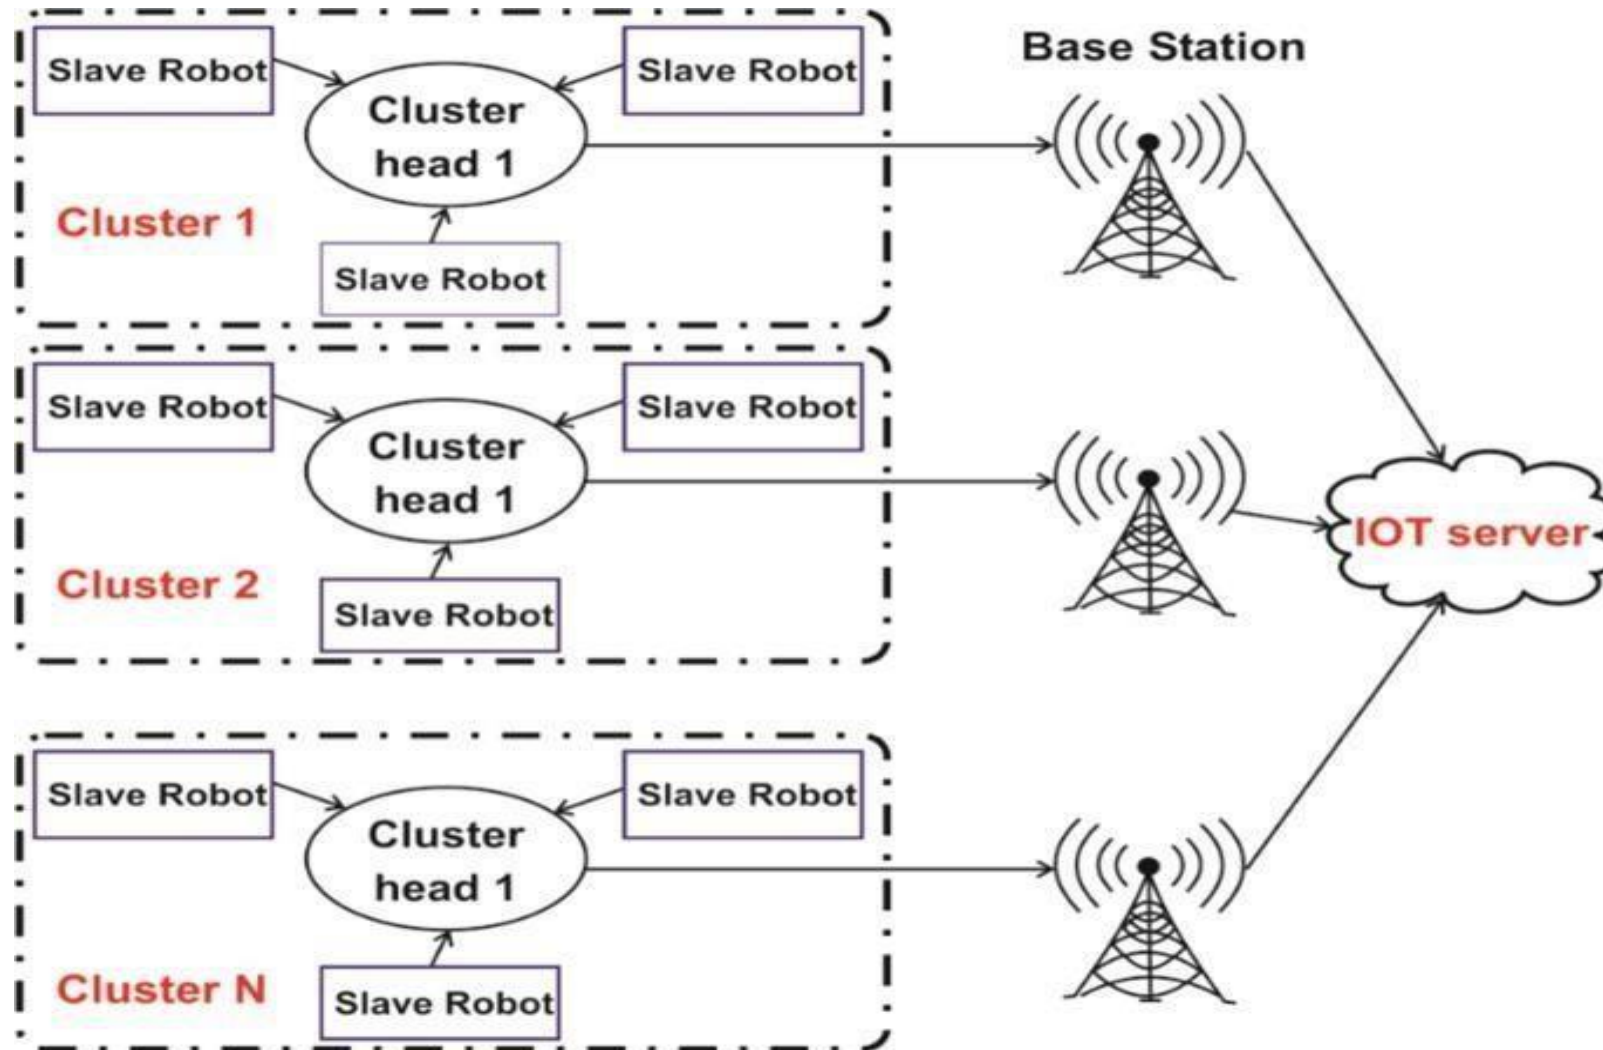 Slave Robot
Slave Robot
Base Station
Cluster
head 1
Cluster 1
Slave Robot
Slave Robot
Slave Robot
Cluster
head 1
IOT server
Cluster 2
Slave Robot
Slave Robot
Slave Robot
Cluster
head 1
Cluster N
Slave Robot